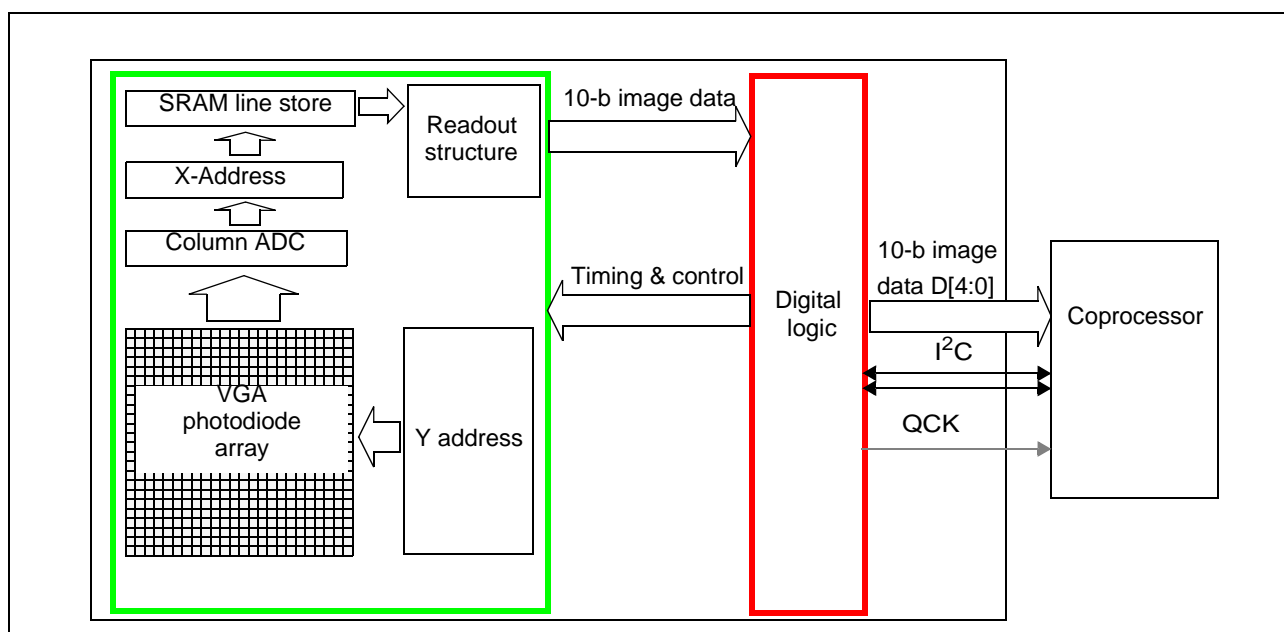 SRAM line store
Readout
structure
10-b image data
X-Address
Column ADC
Timing & control
Digital
logic
10-b image
data D[4:0]
Coprocessor
I²C
QCK
VGA
photodiode
array
Y address